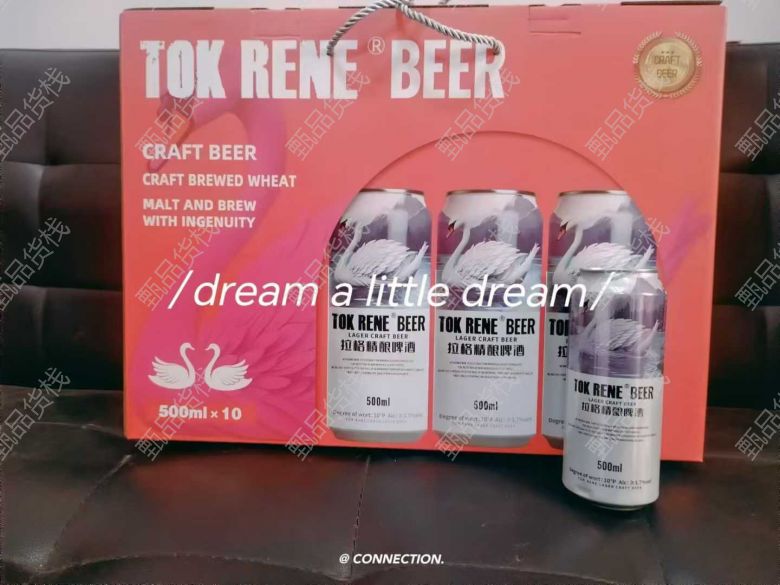 TOK RENE® BEER
CRAFT
BEER
CRAFT BEER
CRAFT BREWED WHEAT
MALT AND BREW
WITH INGENUITY
/dream a little dream/
TOK RENE® BEER
LAGER CRAFT BEER
拉格精酿啤酒
500ml
TOK RENE® BEER
LAGER CRAFT BEER
拉格精酿啤酒
500ml
TOK RENE® BEER
LAGER CRAFT BEER
拉格精酿啤酒
500ml
500ml × 10
@ CONNECTION.
甄品货栈